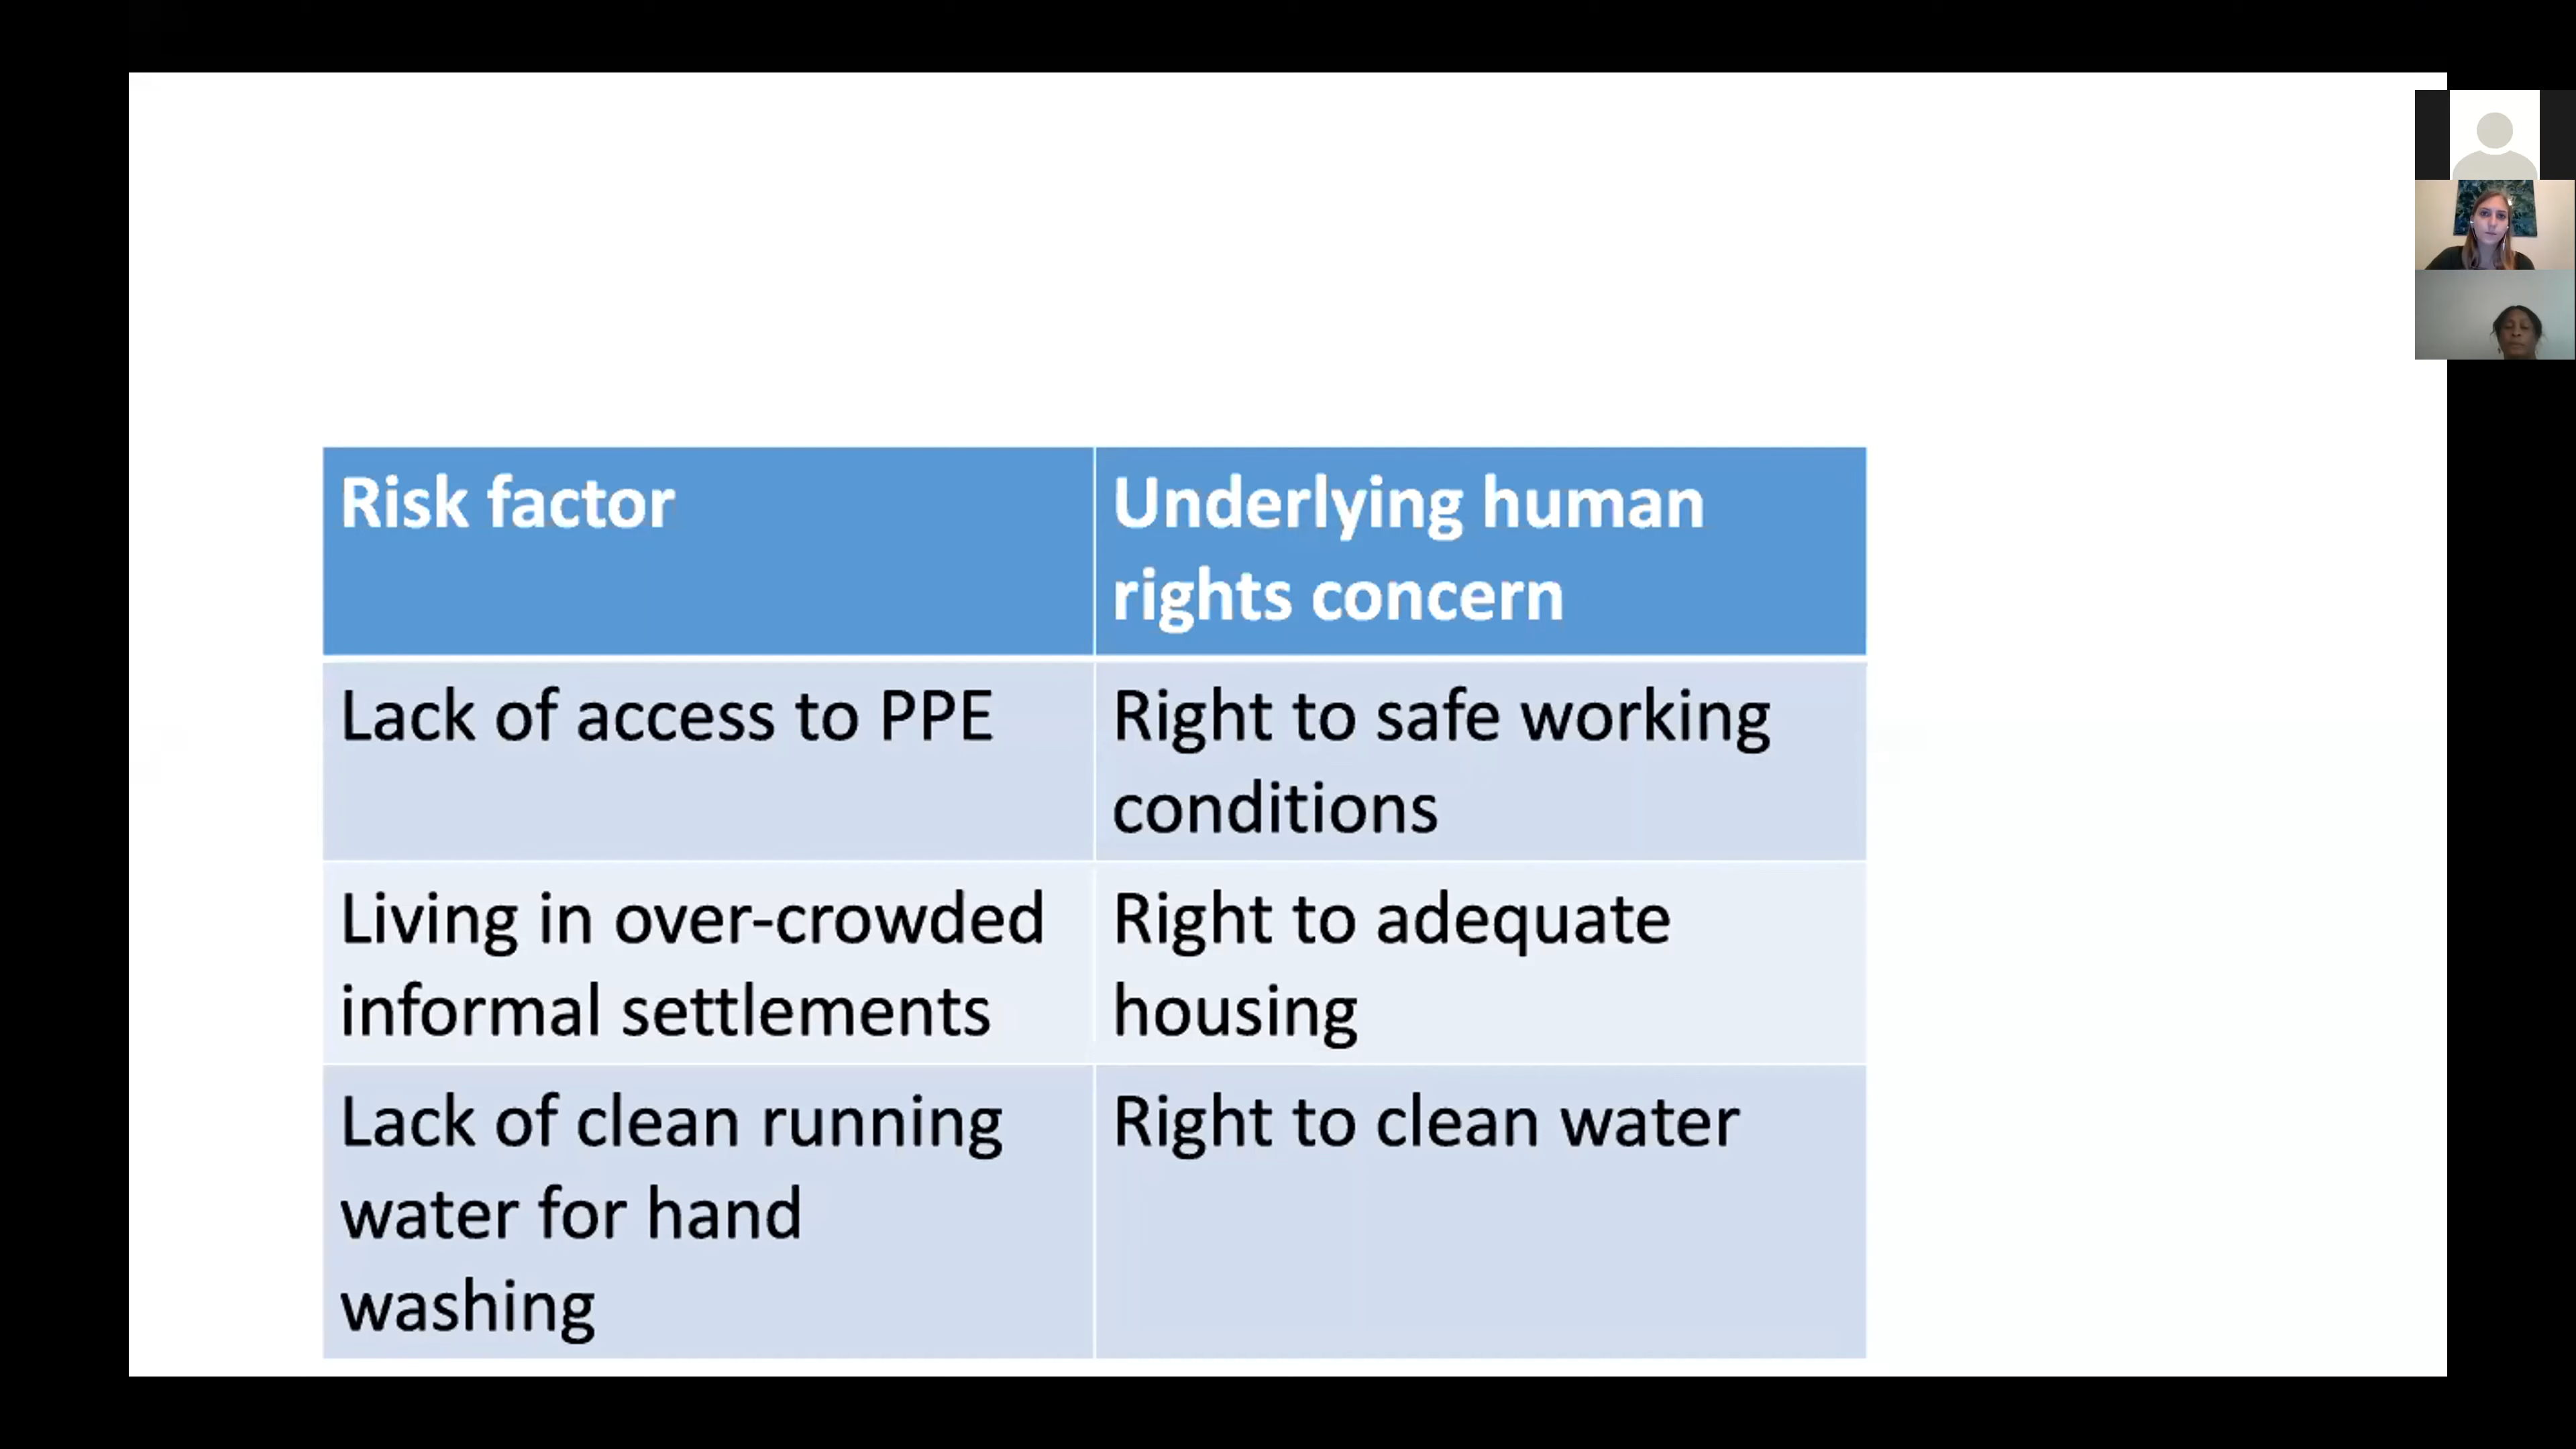 Risk factor
Underlying human
rights concern
Lack of access to PPE
Right to safe working
conditions
Living in over-crowded
informal settlements
Right to adequate
housing
Lack of clean running
water for hand
washing
Right to clean water